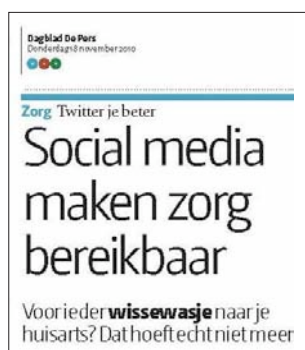 Dagblad De Pers
Donderdag 18 november 2010
Zorg Twitter je beter
Social media
maken zorg
bereikbaar
Voor ieder wissewasje naar je
huisarts? Dat hoeft echt niet meer